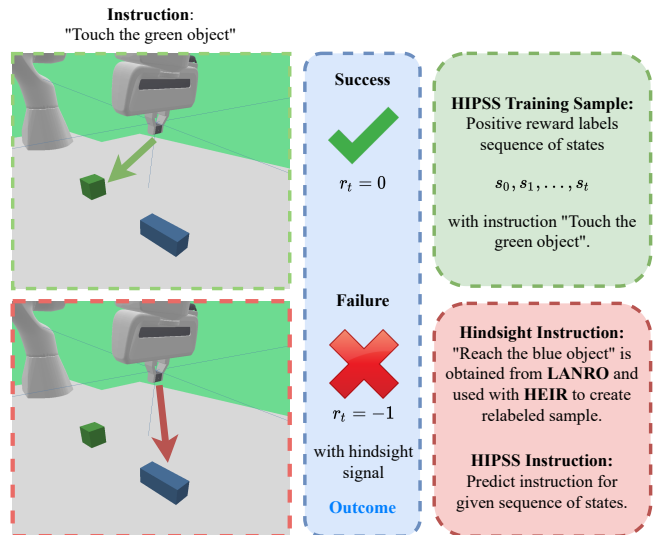 Instruction:
"Touch the green object"
Success
r_t = 0
Failure
r_t = −1
with hindsight
signal
Outcome
HIPSS Training Sample:
Positive reward labels
sequence of states
s_0, s_1, . . . , s_t
with instruction "Touch the
green object".
Hindsight Instruction:
"Reach the blue object" is
obtained from LANRO and
used with HEIR to create
relabeled sample.
HIPSS Instruction:
Predict instruction for
given sequence of states.